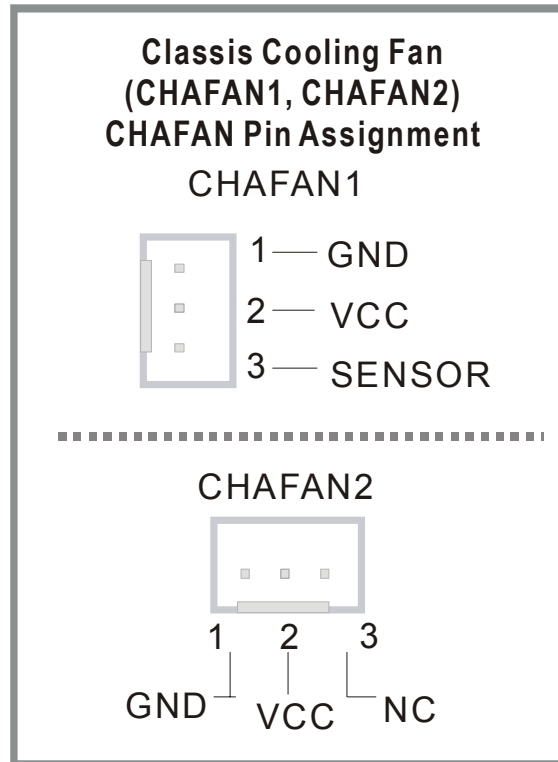 Classis Cooling Fan
(CHAFAN1, CHAFAN2)
CHAFAN Pin Assignment
CHAFAN1
1 GND
2 VCC
3 SENSOR
CHAFAN2
1 2 3
GND VCC NC